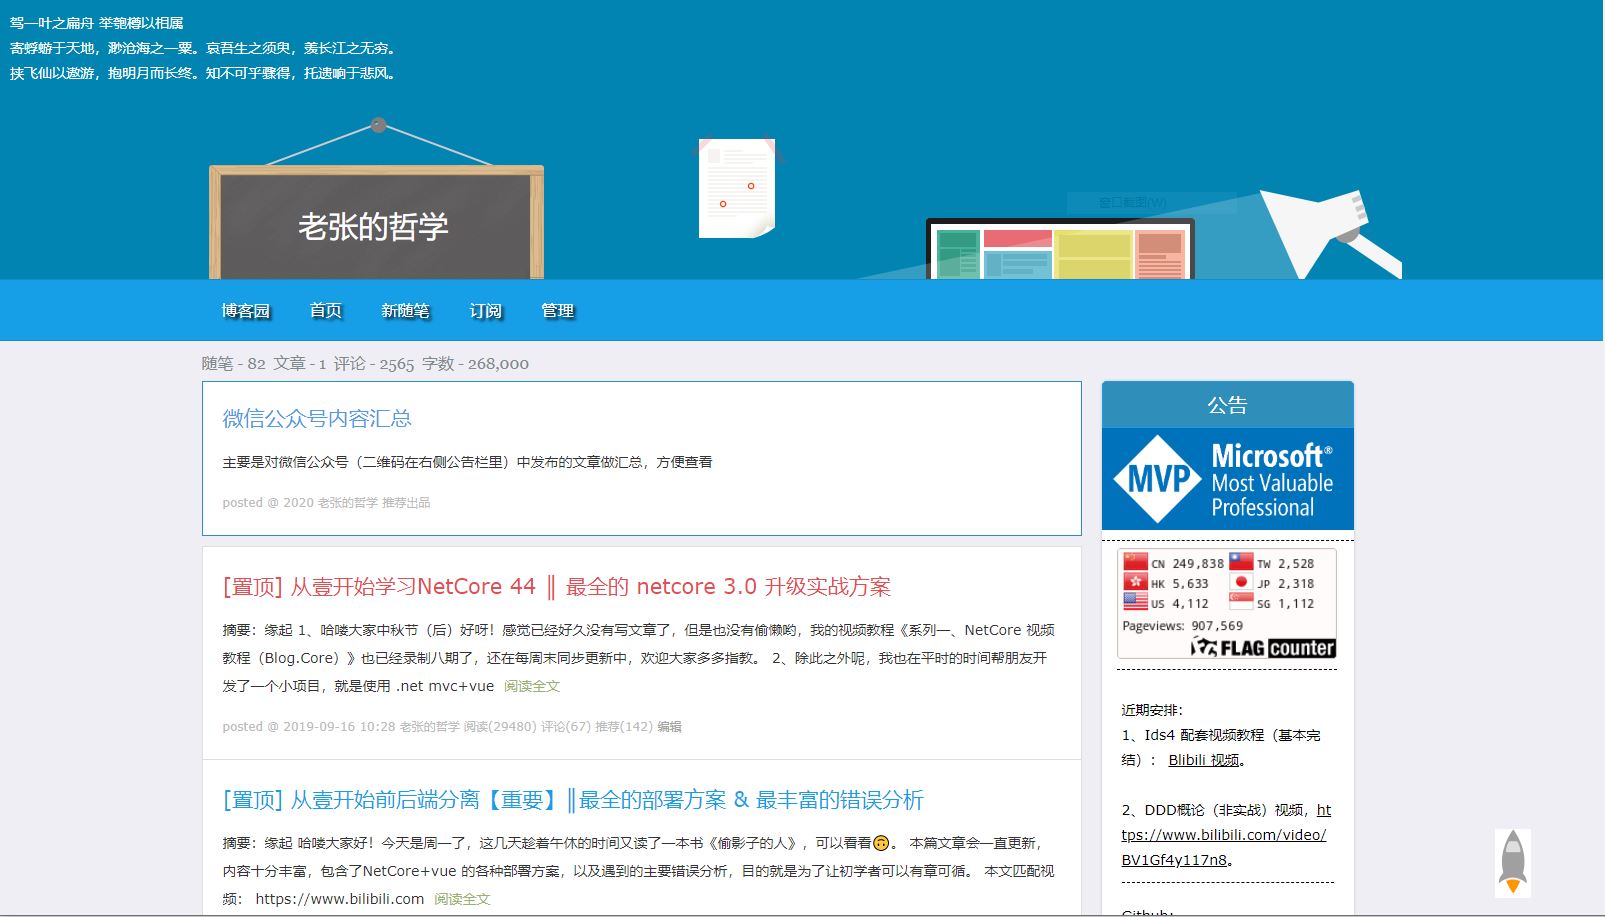 驾一叶之扁舟 举匏樽以相属
寄蜉蝣于天地，渺沧海之一粟。哀吾生之须臾，羡长江之无穷。
挟飞仙以遨游，抱明月而长终。知不可乎骤得，托遗响于悲风。
老张的哲学
窗口截图(W)
博客园 首页 新随笔 订阅 管理
随笔 - 82 文章 - 1 评论 - 2565 字数 - 268,000
微信公众号内容汇总
主要是对微信公众号（二维码在右侧公告栏里）中发布的文章做汇总，方便查看
posted @ 2020 老张的哲学 推荐出品
[置顶] 从壹开始学习NetCore 44 ║ 最全的 netcore 3.0 升级实战方案
摘要：缘起 1、哈喽大家中秋节（后）好呀！感觉已经好久没有写文章了，但是也没有偷懒哟，我的视频教程《系列一、NetCore 视频
教程（Blog.Core）》也已经录制八期了，还在每周末同步更新中，欢迎大家多多指教。 2、除此之外呢，我也在平时的时间帮朋友开
发了一个小项目，就是使用 .net mvc+vue 阅读全文
posted @ 2019-09-16 10:28 老张的哲学 阅读(29480) 评论(67) 推荐(142) 编辑
[置顶] 从壹开始前后端分离【重要】║最全的部署方案 & 最丰富的错误分析
摘要：缘起 哈喽大家好！今天是周一了，这几天趁着午休的时间又读了一本书《偷影子的人》，可以看看🙃。 本篇文章会一直更新，
内容十分丰富，包含了NetCore+vue 的各种部署方案，以及遇到的主要错误分析，目的就是为了让初学者可以有章可循。 本文匹配视
频： https://www.bilibili.com 阅读全文
公告
MVP
Microsoft®
Most Valuable
Professional
CN 249,838 TW 2,528
HK 5,633 JP 2,318
US 4,112 SG 1,112
Pageviews: 907,569
FLAG counter
近期安排：
1、Ids4 配套视频教程（基本完
结）： Blibili 视频。
2、DDD概论（非实战）视频，ht
tps://www.bilibili.com/video/
BV1Gf4y117n8。
Github: